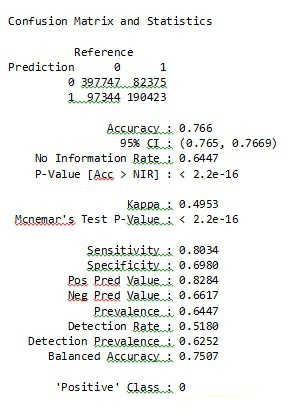 Confusion Matrix and Statistics
Reference
Prediction 0 1
0 397747 82375
1 97344 190423
Accuracy : 0.766
95% CI : (0.765, 0.7669)
No Information Rate : 0.6447
P-Value [Acc > NIR] : < 2.2e-16
Kappa : 0.4953
Mcnemar's Test P-Value : < 2.2e-16
Sensitivity : 0.8034
Specificity : 0.6980
Pos Pred Value : 0.8284
Neg Pred Value : 0.6617
Prevalence : 0.6447
Detection Rate : 0.5180
Detection Prevalence : 0.6252
Balanced Accuracy : 0.7507
'Positive' Class : 0